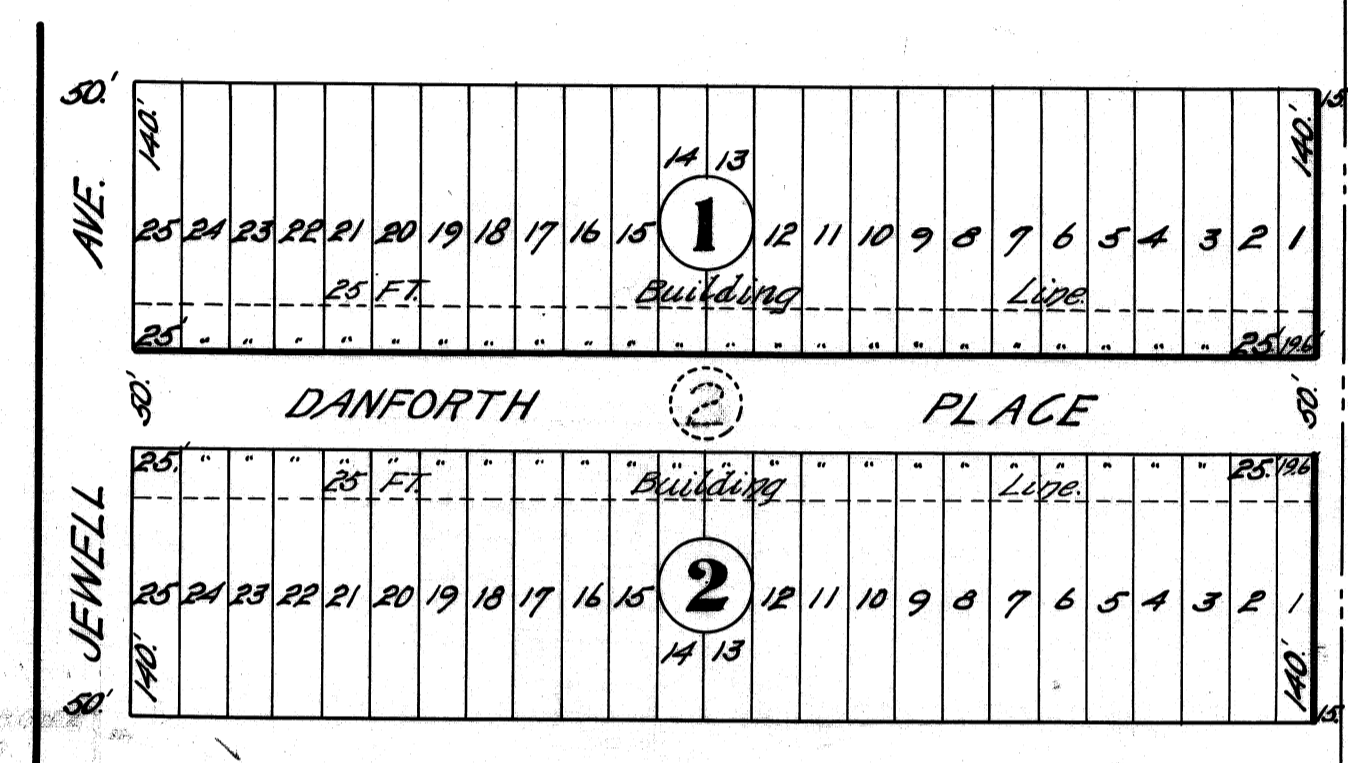 50.' 15.
140.' 140.'
14 13
AVE.
25 24 23 22 21 20 19 18 17 16 15 1 12 11 10 9 8 7 6 5 4 3 2 1
25 FT. Building Line.
25' " " " " " " " " " " " " " " " " " " " " " " 25.' 19.6
50.' DANFORTH 2 PLACE 50.'
25.' " " " " " " " " " " " " " " " " " " " " " " 25. 19.6
25 FT. Building Line.
JEWELL
25 24 23 22 21 20 19 18 17 16 15 2 12 11 10 9 8 7 6 5 4 3 2 1
14 13
140.' 140.'
50.' 15.